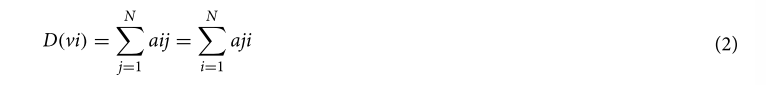 D(vi) = \sum_{j=1}^{N} aij = \sum_{i=1}^{N} aji (2)